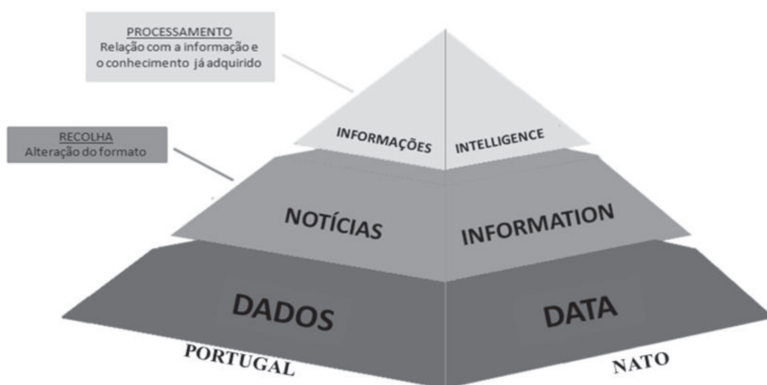 PROCESSAMENTO
Relação com a informação e
o conhecimento já adquirido
INFORMAÇÕES
INTELLIGENCE
RECOLHA
Alteração do formato
NOTÍCIAS
INFORMATION
DADOS
DATA
PORTUGAL
NATO